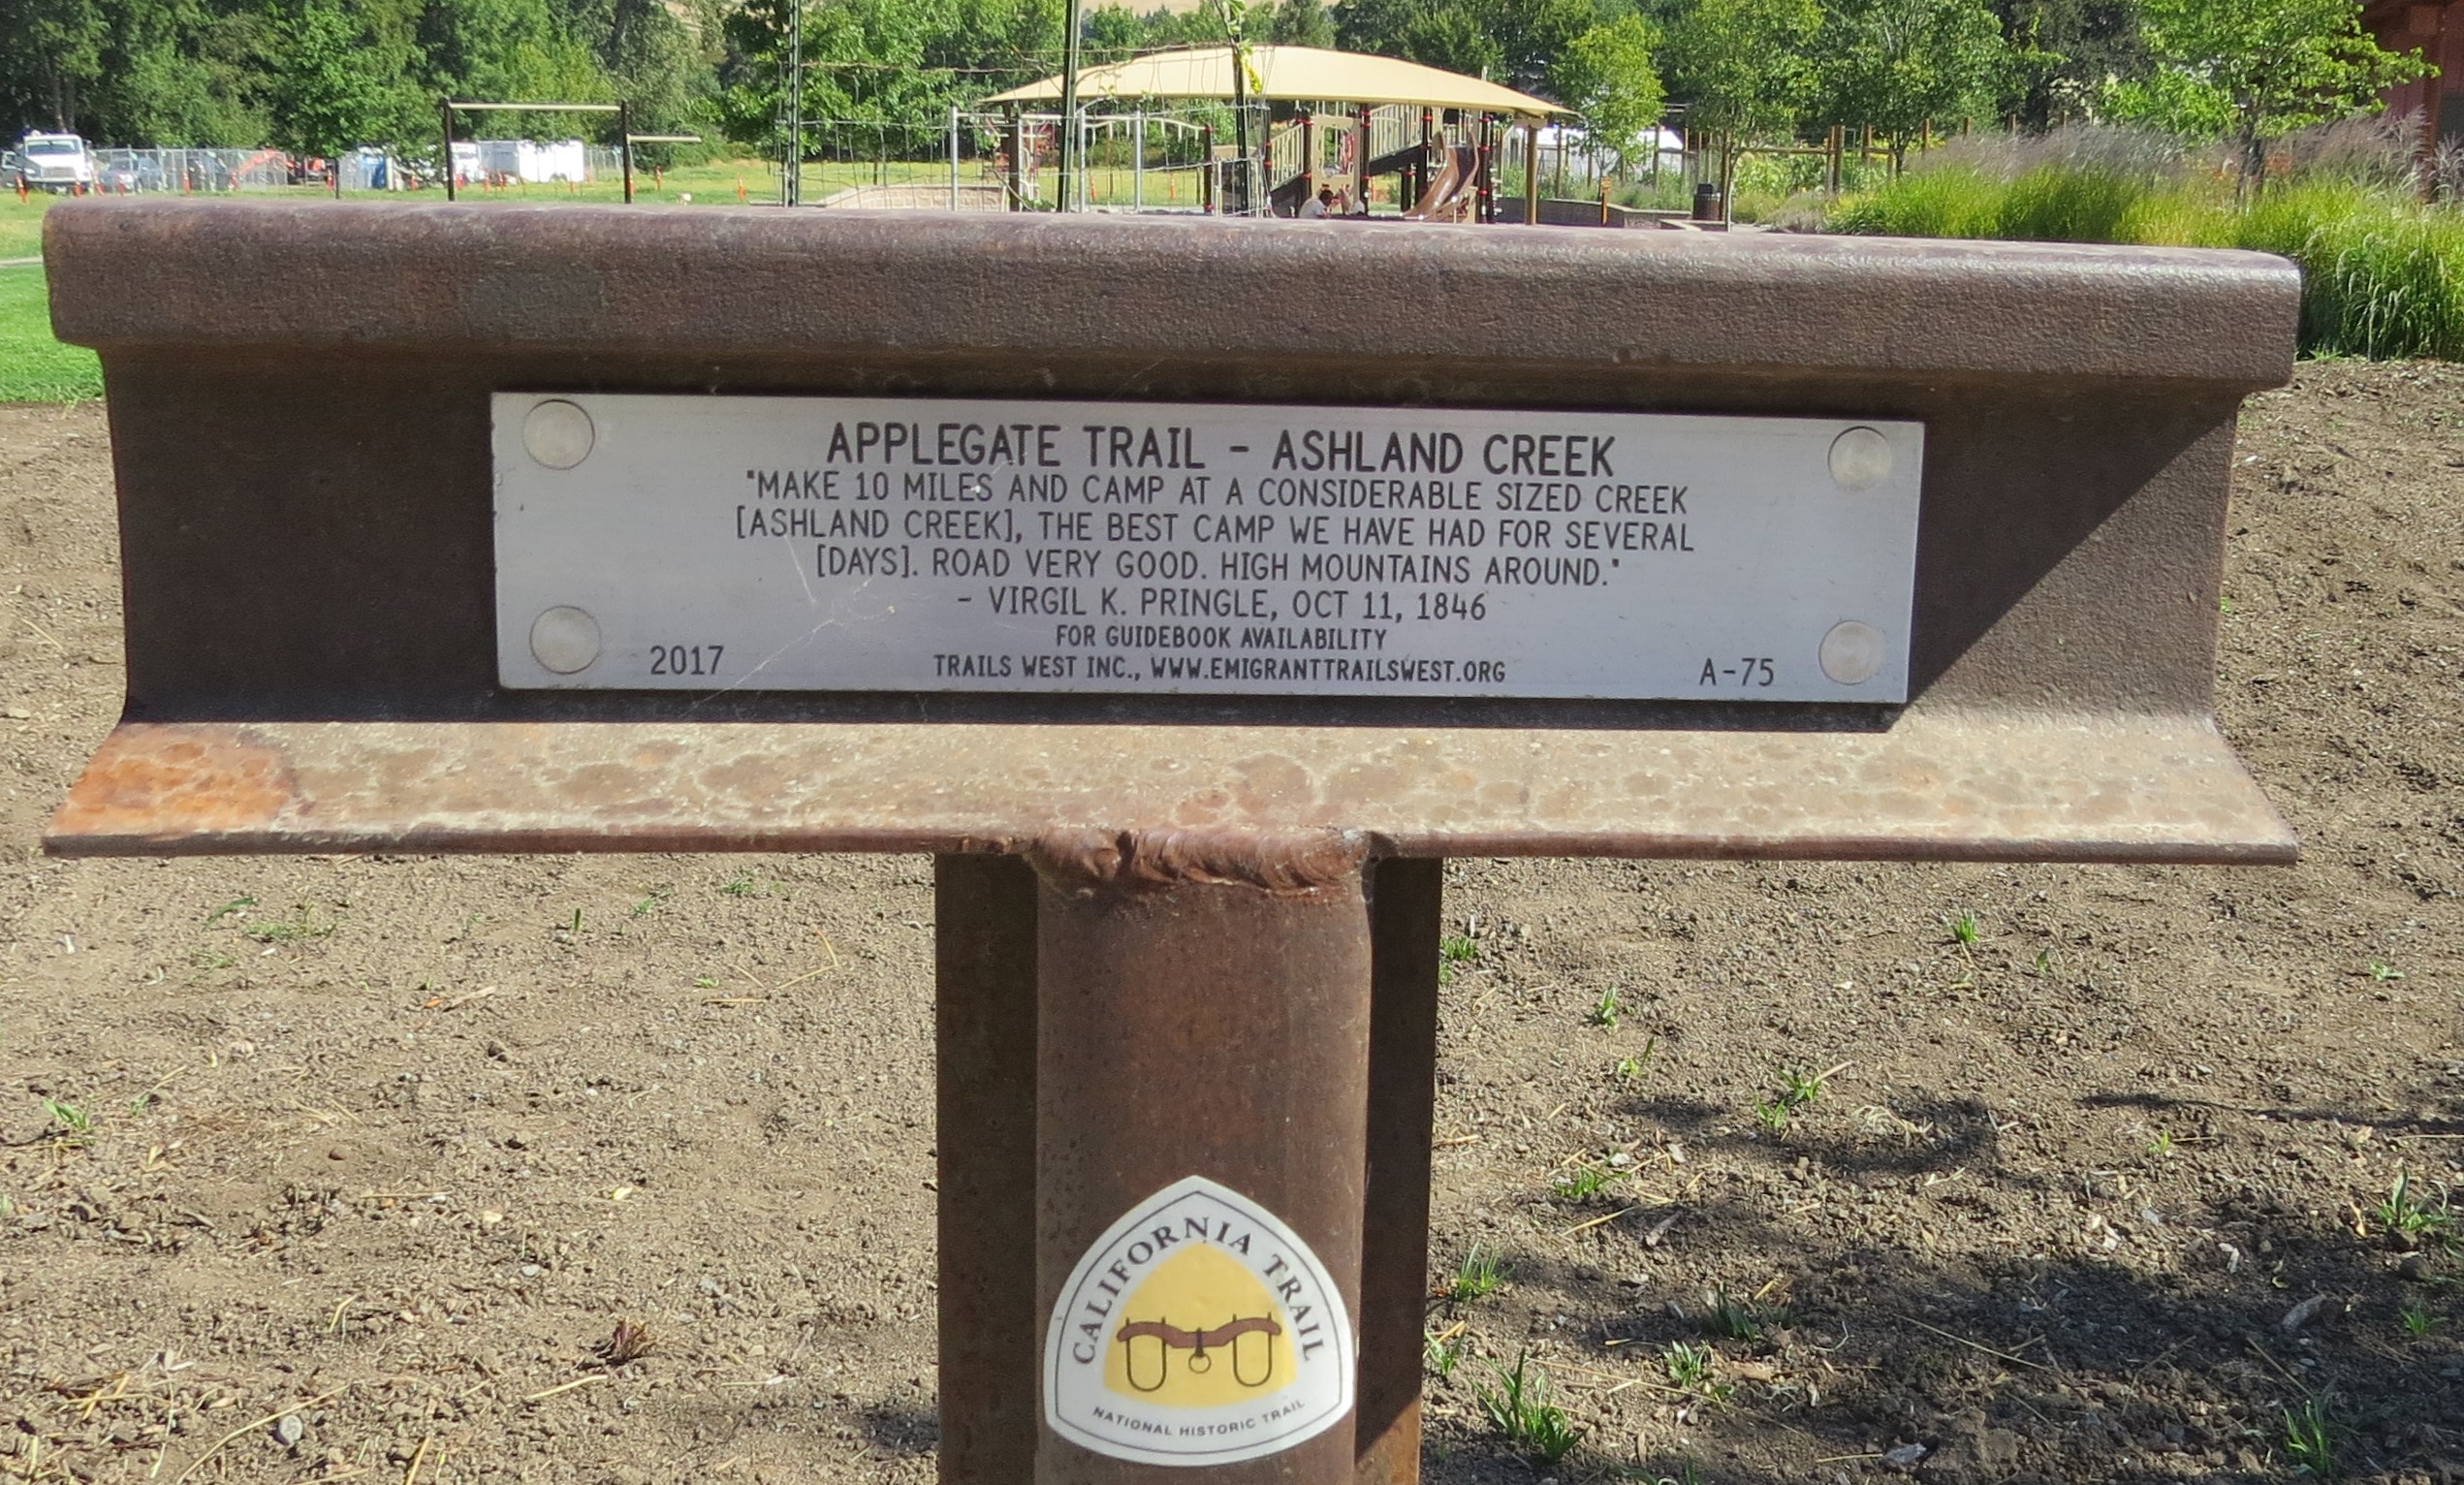 APPLEGATE TRAIL - ASHLAND CREEK
"MAKE 10 MILES AND CAMP AT A CONSIDERABLE SIZED CREEK
[ASHLAND CREEK], THE BEST CAMP WE HAVE HAD FOR SEVERAL
[DAYS]. ROAD VERY GOOD. HIGH MOUNTAINS AROUND."
- VIRGIL K. PRINGLE, OCT 11, 1846
FOR GUIDEBOOK AVAILABILITY
2017 TRAILS WEST INC., WWW.EMIGRANTTRAILSWEST.ORG A-75
CALIFORNIA TRAIL
NATIONAL HISTORIC TRAIL